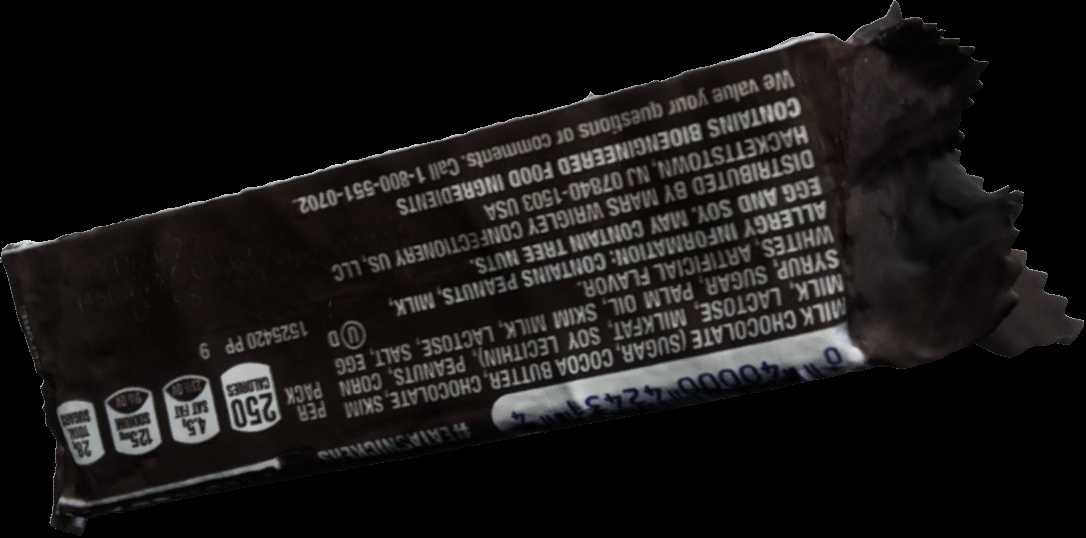 #EATASNICKERS
MILK CHOCOLATE (SUGAR, COCOA BUTTER, CHOCOLATE, SKIM
MILK, LACTOSE, MILKFAT, SOY LECITHIN), PEANUTS, CORN
SYRUP, SUGAR, PALM OIL, SKIM MILK, LACTOSE, SALT, EGG
WHITES, ARTIFICIAL FLAVOR.
ALLERGY INFORMATION: CONTAINS PEANUTS, MILK,
EGG AND SOY. MAY CONTAIN TREE NUTS.
DISTRIBUTED BY MARS WRIGLEY CONFECTIONERY US, LLC
HACKETTSTOWN, NJ 07840-1503 USA
CONTAINS BIOENGINEERED FOOD INGREDIENTS
We value your questions or comments. Call 1-800-551-0702.
PER
PACK
250
CALORIES
4.5g
SAT FAT
125mg
SODIUM
28g
TOTAL
SUGARS
U D
1525420 PP
9